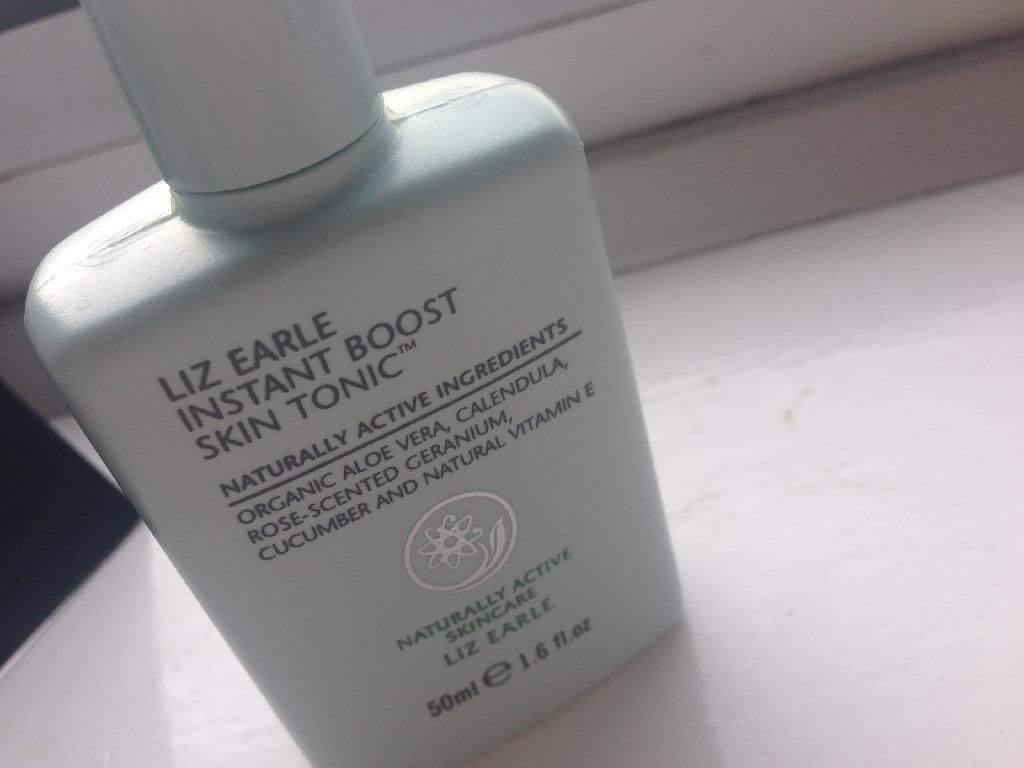 LIZ EARLE
INSTANT BOOST
SKIN TONIC™
NATURALLY ACTIVE INGREDIENTS
ORGANIC ALOE VERA, CALENDULA,
ROSE-SCENTED GERANIUM,
CUCUMBER AND NATURAL VITAMIN E
NATURALLY ACTIVE
SKINCARE
LIZ EARLE
50ml ℮ 1.6 fl.oz